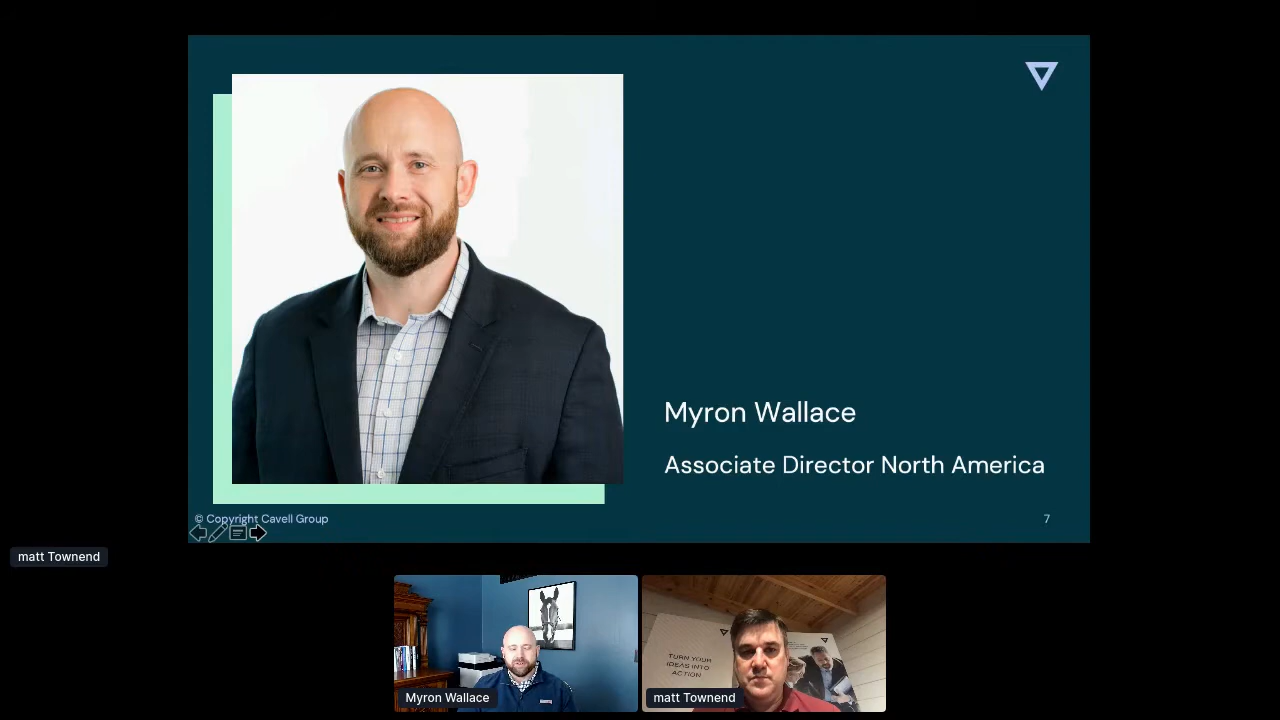 Myron Wallace
Associate Director North America
© Copyright Cavell Group
7
matt Townend
TURN YOUR
IDEAS INTO
ACTION
Myron Wallace
matt Townend